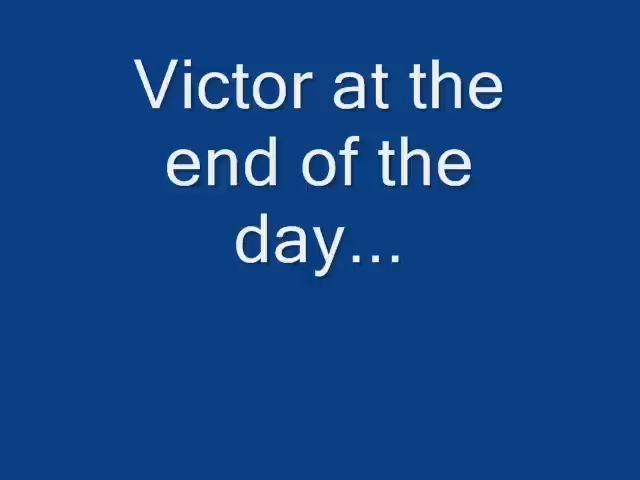 Victor at the
end of the
day...